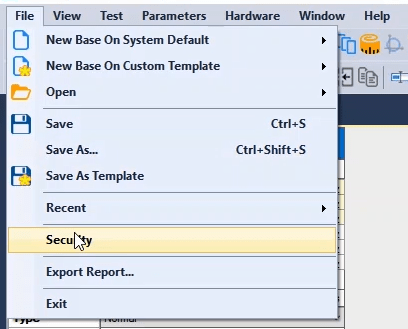 File View Test Parameters Hardware Window Help
New Base On System Default
New Base On Custom Template
Open
Save Ctrl+S
Save As... Ctrl+Shift+S
Save As Template
Recent
Security
Export Report...
Exit
Type Normal